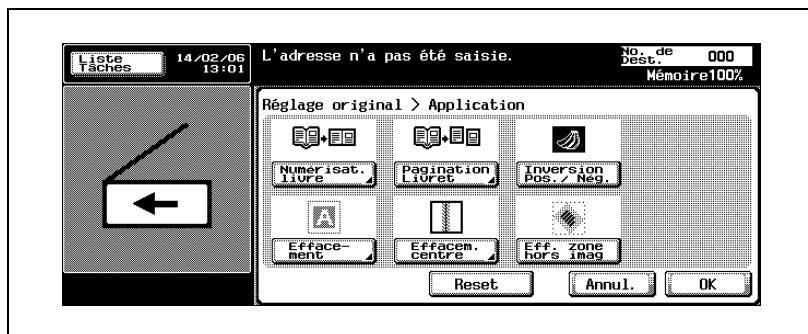 Liste
Tâches
14/02/06
13:01
L'adresse n'a pas été saisie.
No. de
Dest.
000
Mémoire100%
Réglage original > Application
Numérisat.
livre
Pagination
Livret
Inversion
Pos./ Nég.
A
Efface-
ment
Effacem.
centre
Eff. zone
hors imag
Reset
Annul.
OK